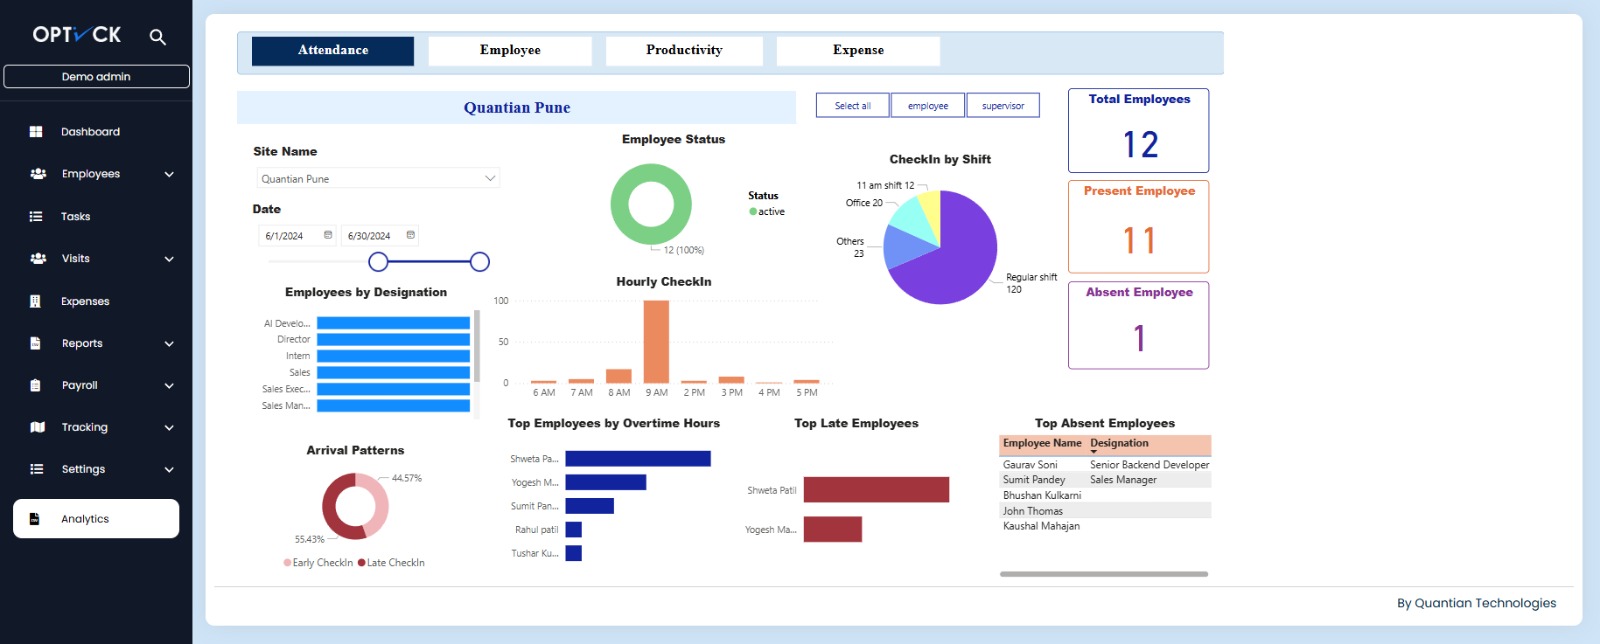 OPTCK
Demo admin
Dashboard
Employees
Tasks
Visits
Expenses
Reports
Payroll
Tracking
Settings
Analytics
Attendance
Employee
Productivity
Expense
Quantian Pune
Select all
employee
supervisor
Site Name
Quantian Pune
Date
6/1/2024
6/30/2024
Employee Status
Status
active
12 (100%)
CheckIn by Shift
11 am shift 12
Office 20
Others
23
Regular shift
120
Total Employees
12
Present Employee
11
Absent Employee
1
Employees by Designation
AI Develo...
Director
Intern
Sales
Sales Exec...
Sales Man...
Hourly CheckIn
100
50
0
6 AM
7 AM
8 AM
9 AM
2 PM
3 PM
4 PM
5 PM
Arrival Patterns
44.57%
55.43%
Early CheckIn
Late CheckIn
Top Employees by Overtime Hours
Shweta Pa...
Yogesh M...
Sumit Pan...
Rahul patil
Tushar Ku...
Top Late Employees
Shweta Patil
Yogesh Ma...
Top Absent Employees
Employee Name Designation
Gaurav Soni Senior Backend Developer
Sumit Pandey Sales Manager
Bhushan Kulkarni
John Thomas
Kaushal Mahajan
By Quantian Technologies